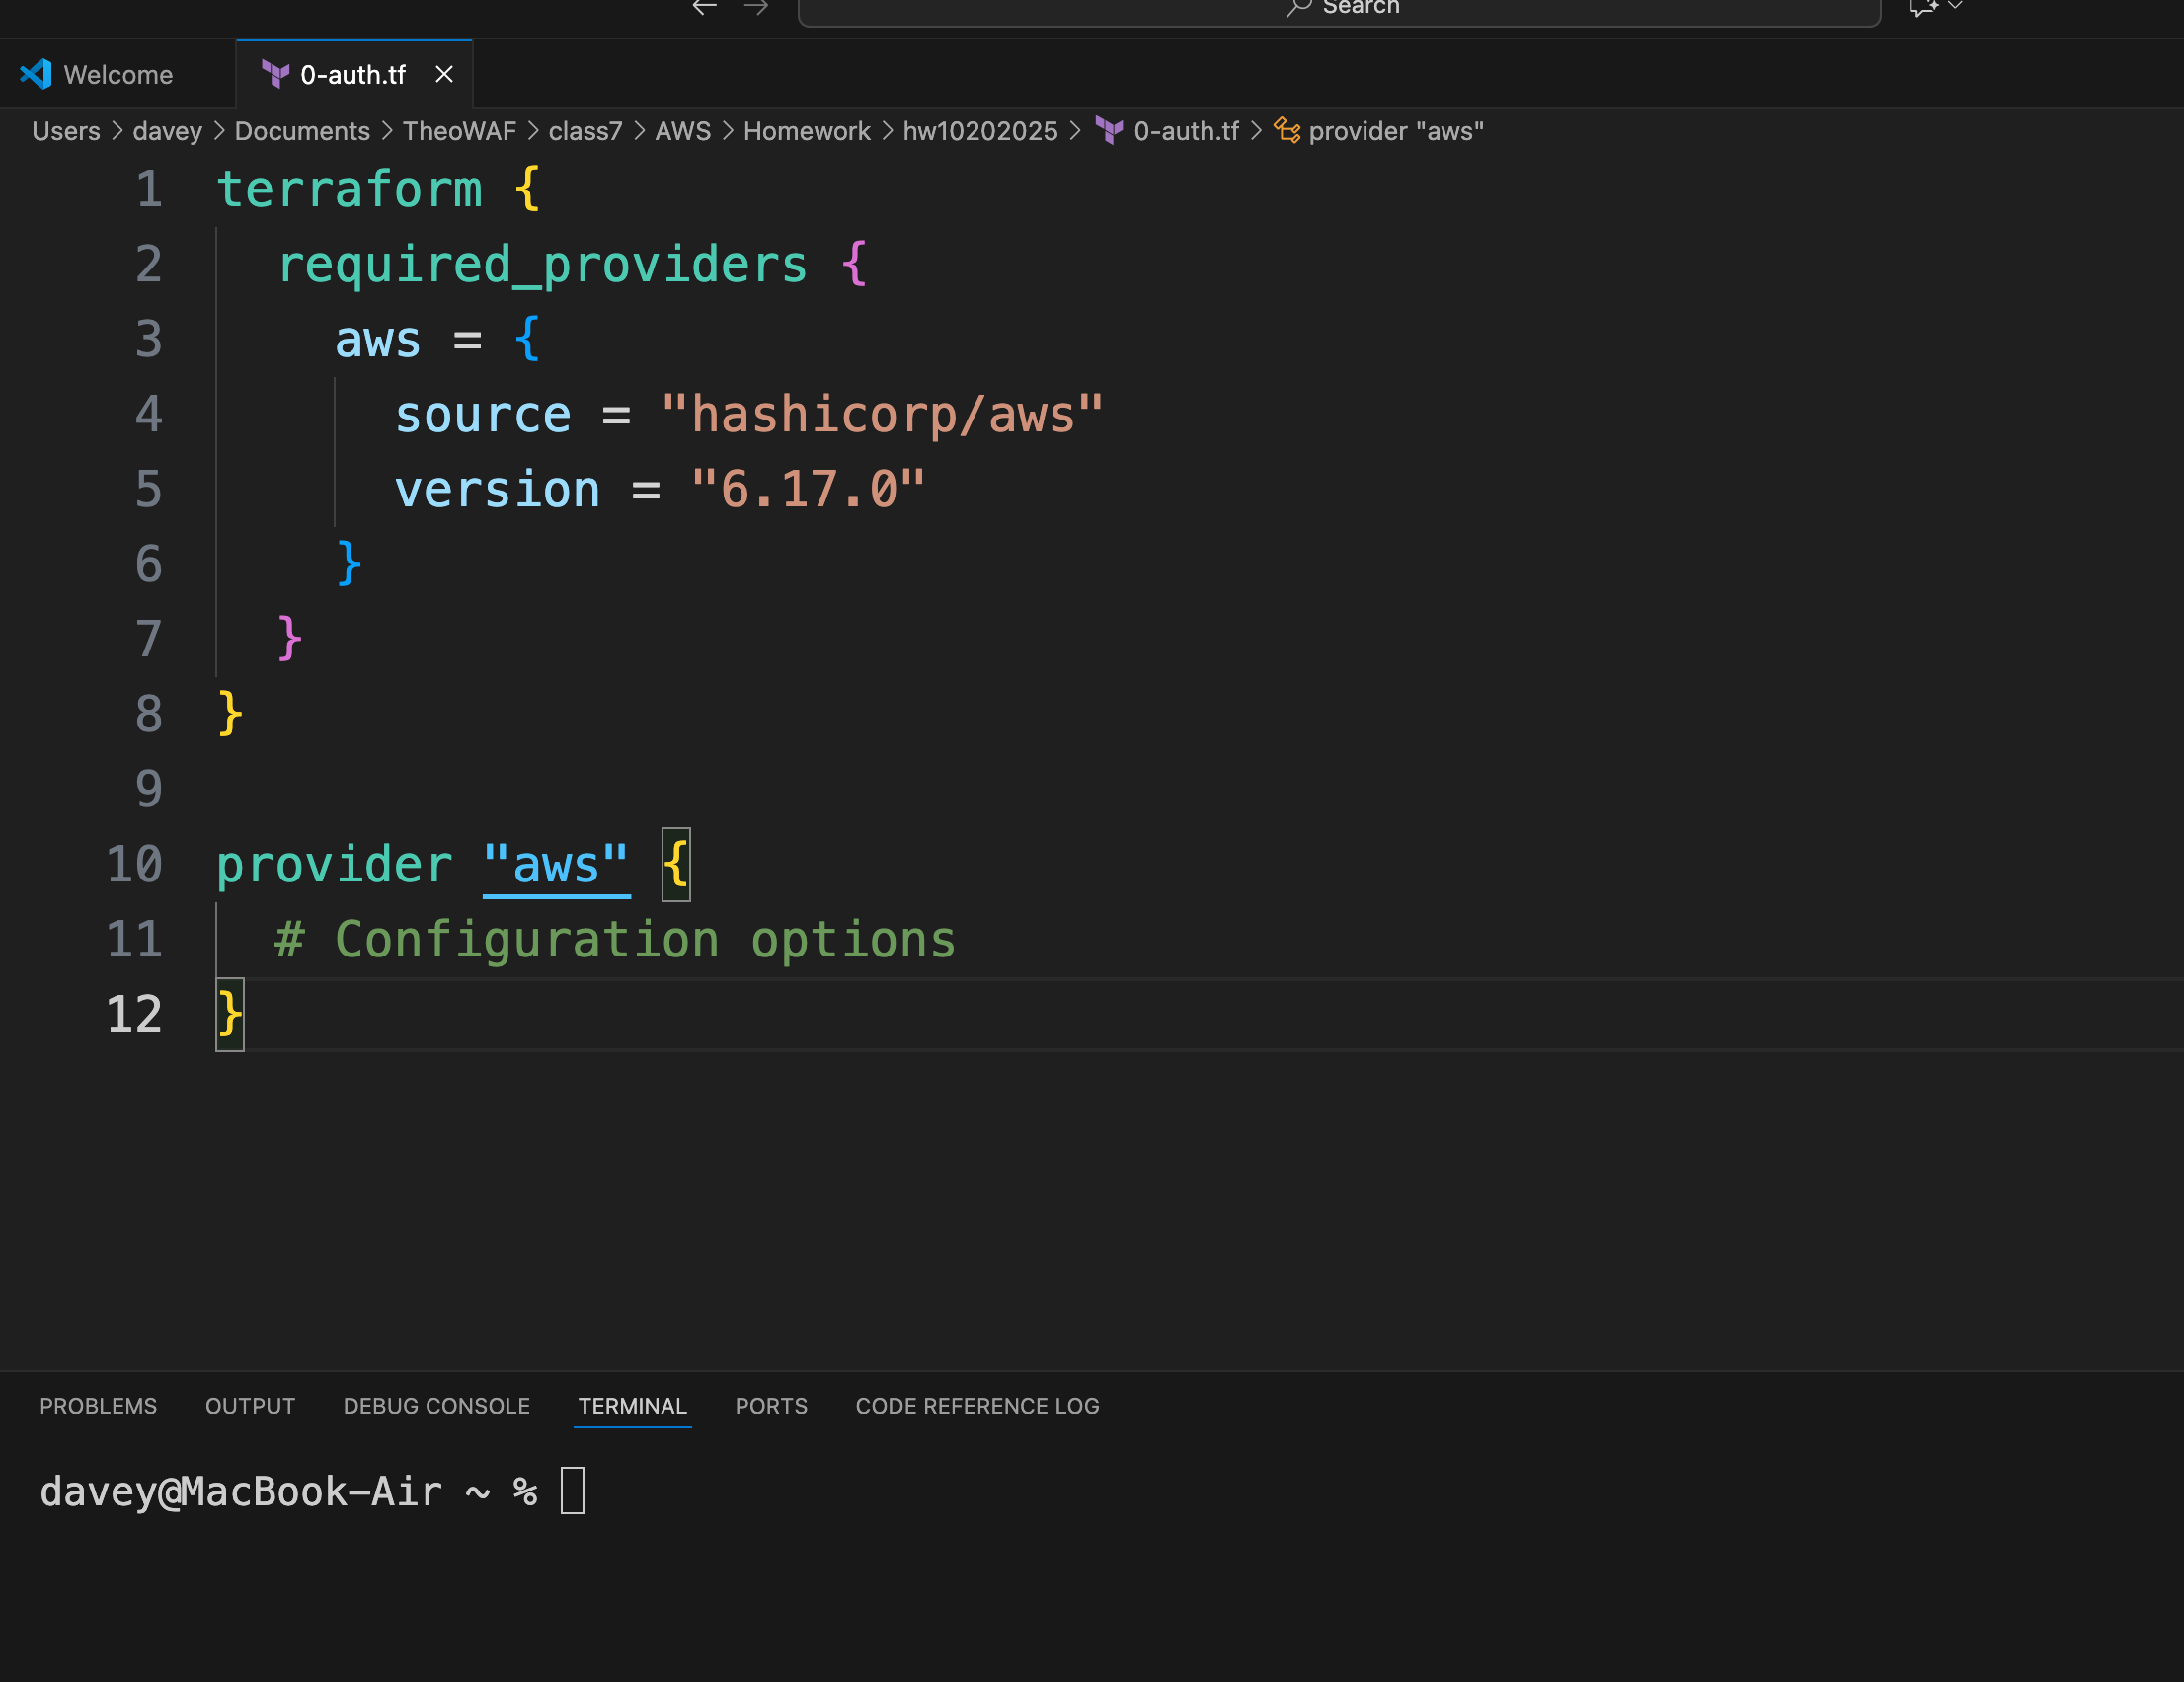 Search
Welcome
0-auth.tf
Users > davey > Documents > TheoWAF > class7 > AWS > Homework > hw10202025 > 0-auth.tf > provider "aws"
1 terraform {
2   required_providers {
3     aws = {
4       source = "hashicorp/aws"
5       version = "6.17.0"
6     }
7   }
8 }
9
10 provider "aws" {
11   # Configuration options
12 }
PROBLEMS OUTPUT DEBUG CONSOLE TERMINAL PORTS CODE REFERENCE LOG
davey@MacBook-Air ~ %